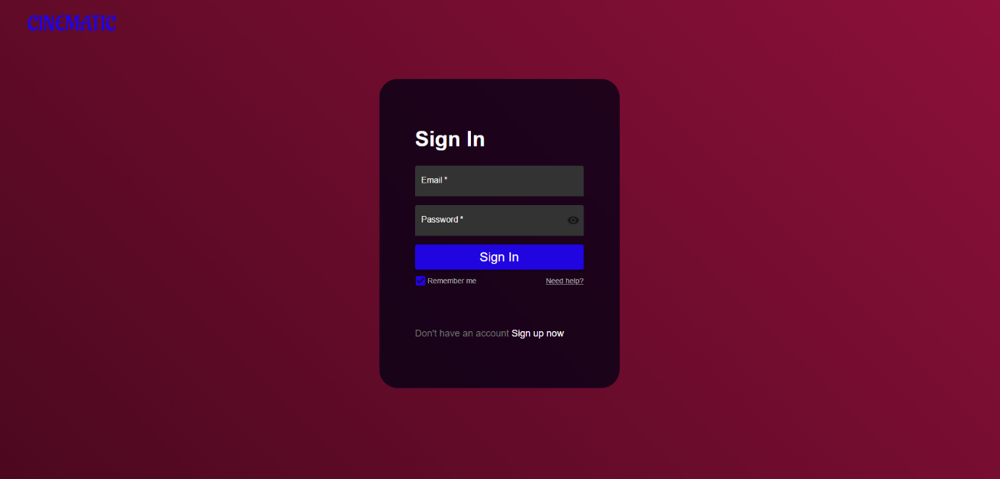 CINEMATIC
Sign In
Email *
Password *
Sign In
Remember me
Need help?
Don't have an account Sign up now